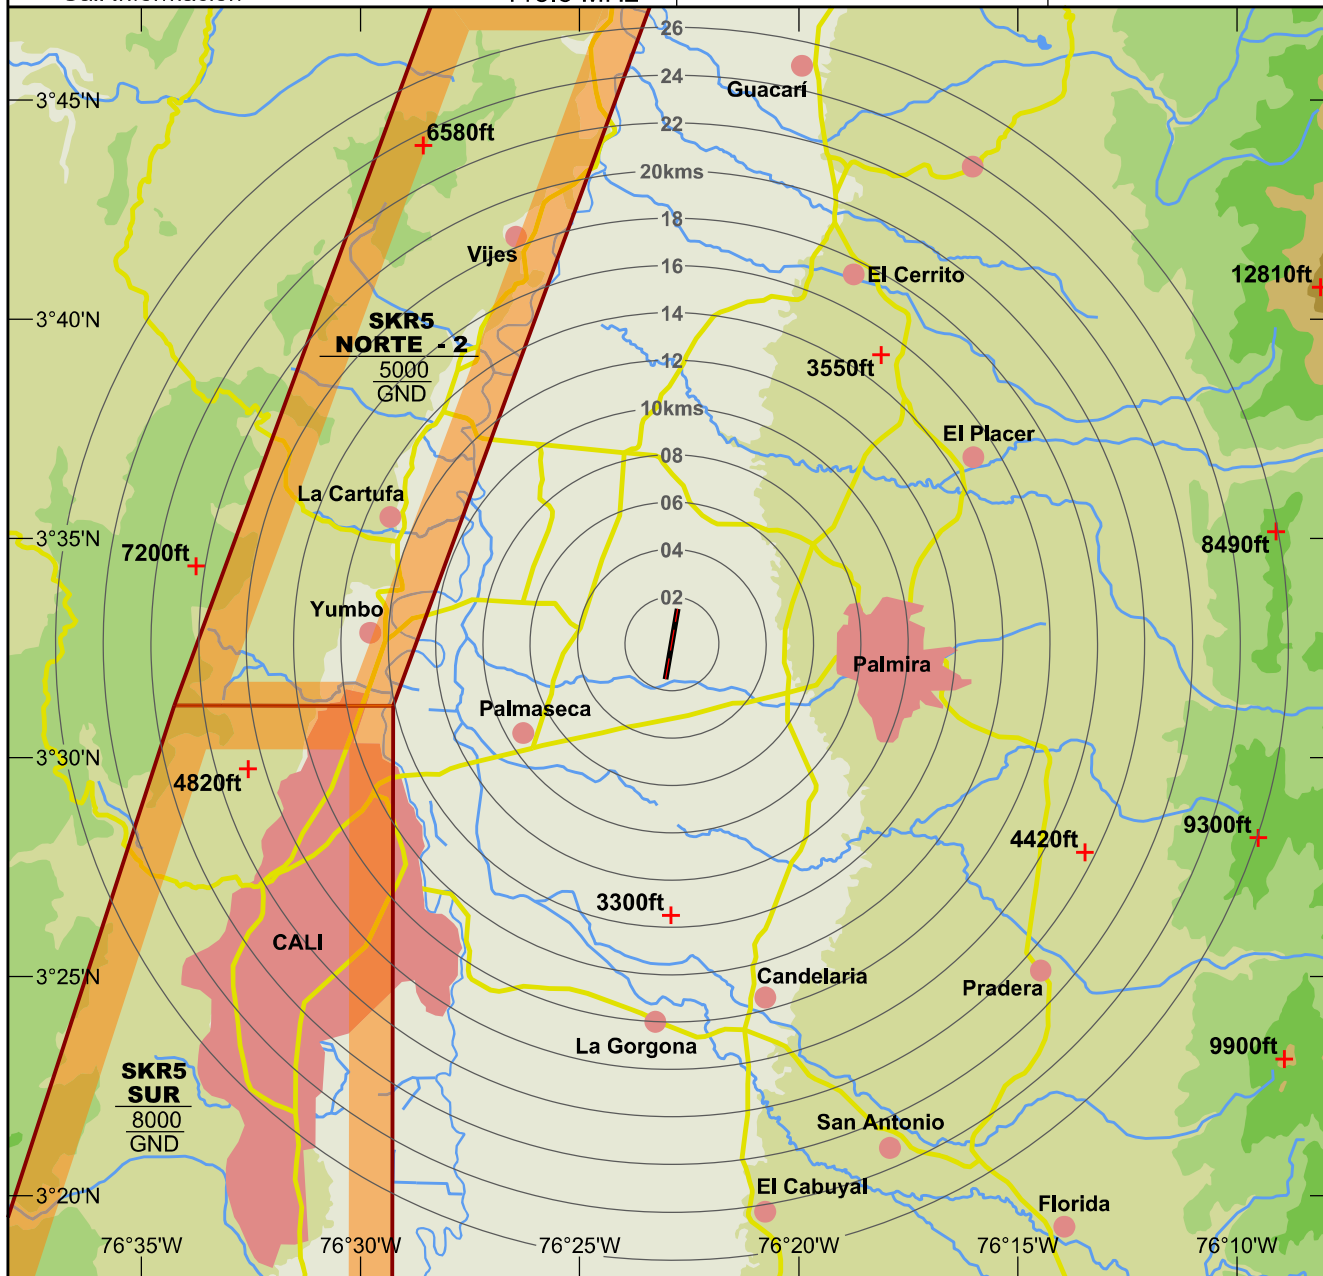 26
24
Guacarí
3°45'N
22
6580ft
20kms
18
Vijes
16
El Cerrito
12810ft
3°40'N
14
SKR5
NORTE - 2
5000
GND
12
3550ft
10kms
El Placer
08
La Cartufa
06
3°35'N
8490ft
7200ft
04
02
Yumbo
Palmira
Palmaseca
3°30'N
4820ft
9300ft
4420ft
3300ft
CALI
3°25'N
Candelaria
Pradera
La Gorgona
9900ft
SKR5
SUR
8000
GND
San Antonio
El Cabuyal
3°20'N
Florida
76°35'W 76°30'W 76°25'W 76°20'W 76°15'W 76°10'W